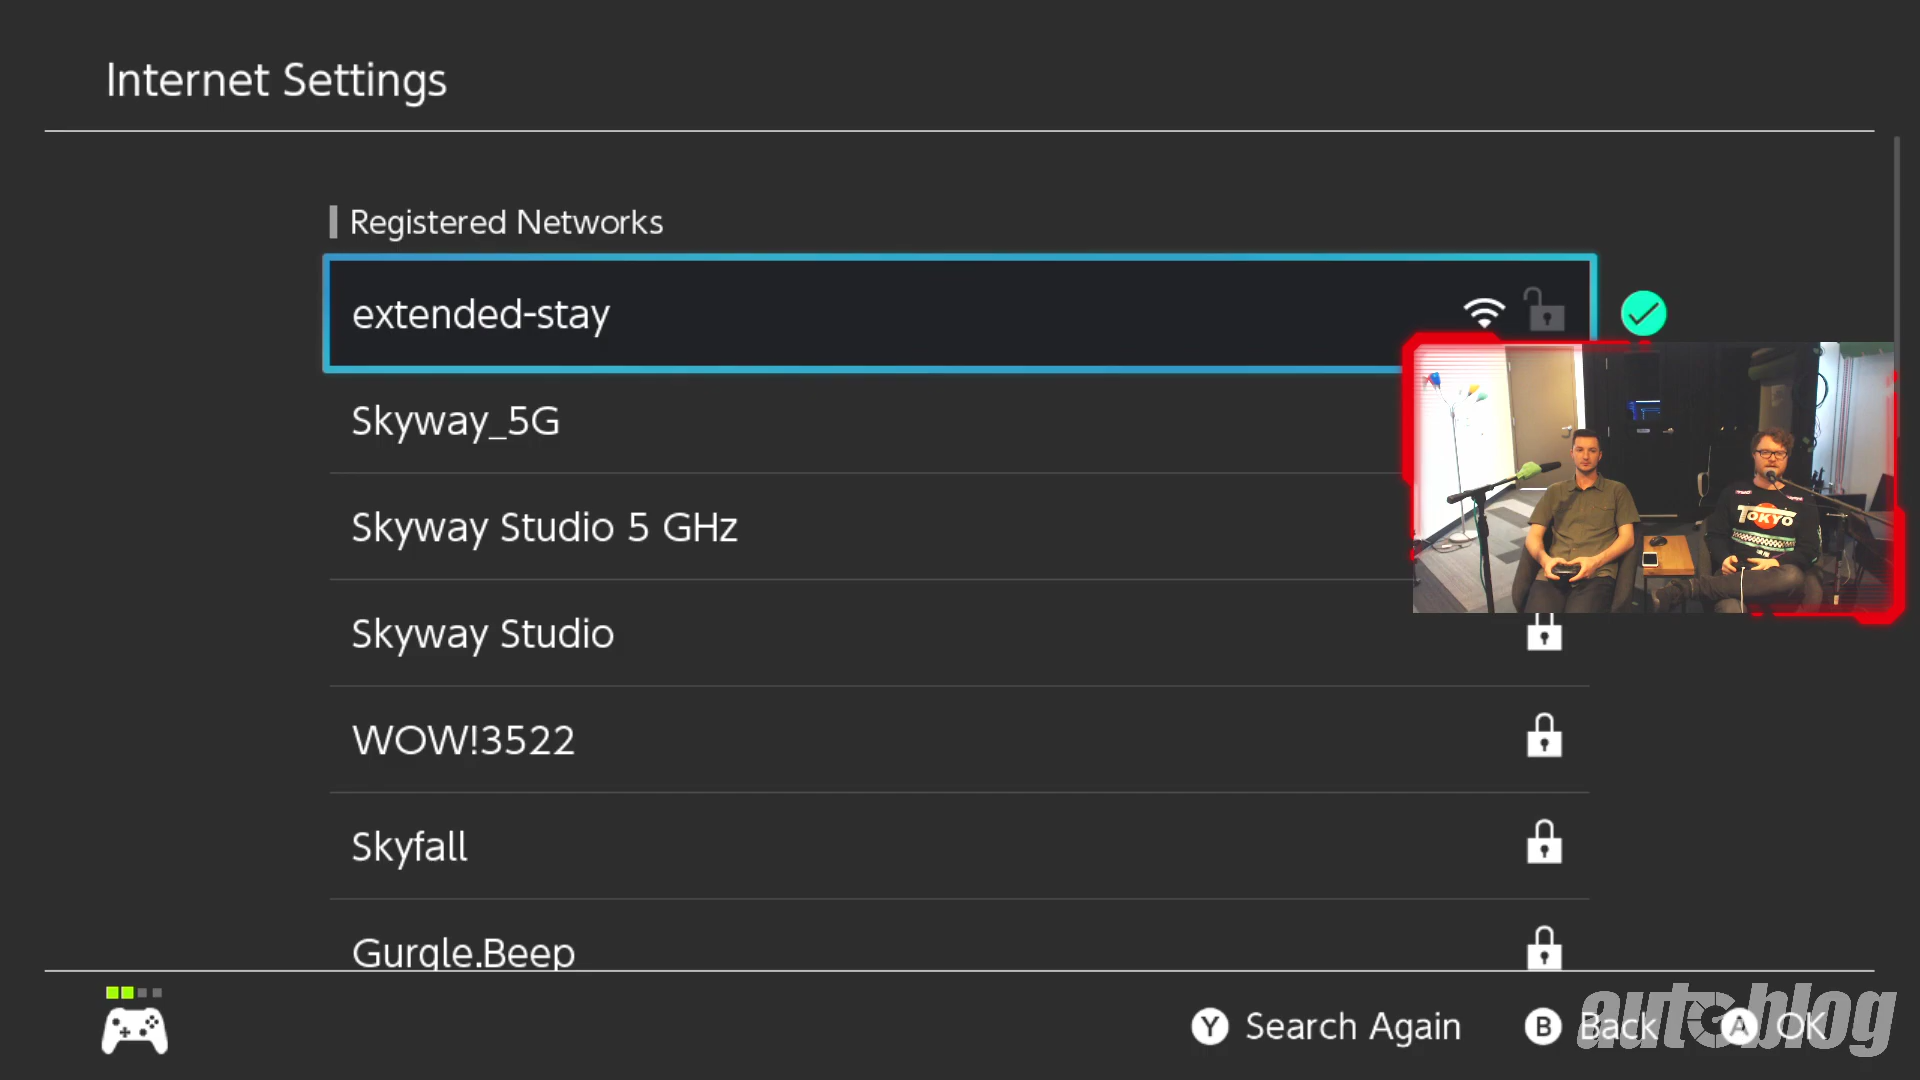 Internet Settings
Registered Networks
extended-stay
Skyway_5G
Skyway Studio 5 GHz
Skyway Studio
WOW!3522
Skyfall
Gurgle.Beep
TOKYO
Y Search Again B Back A OK
autoblog